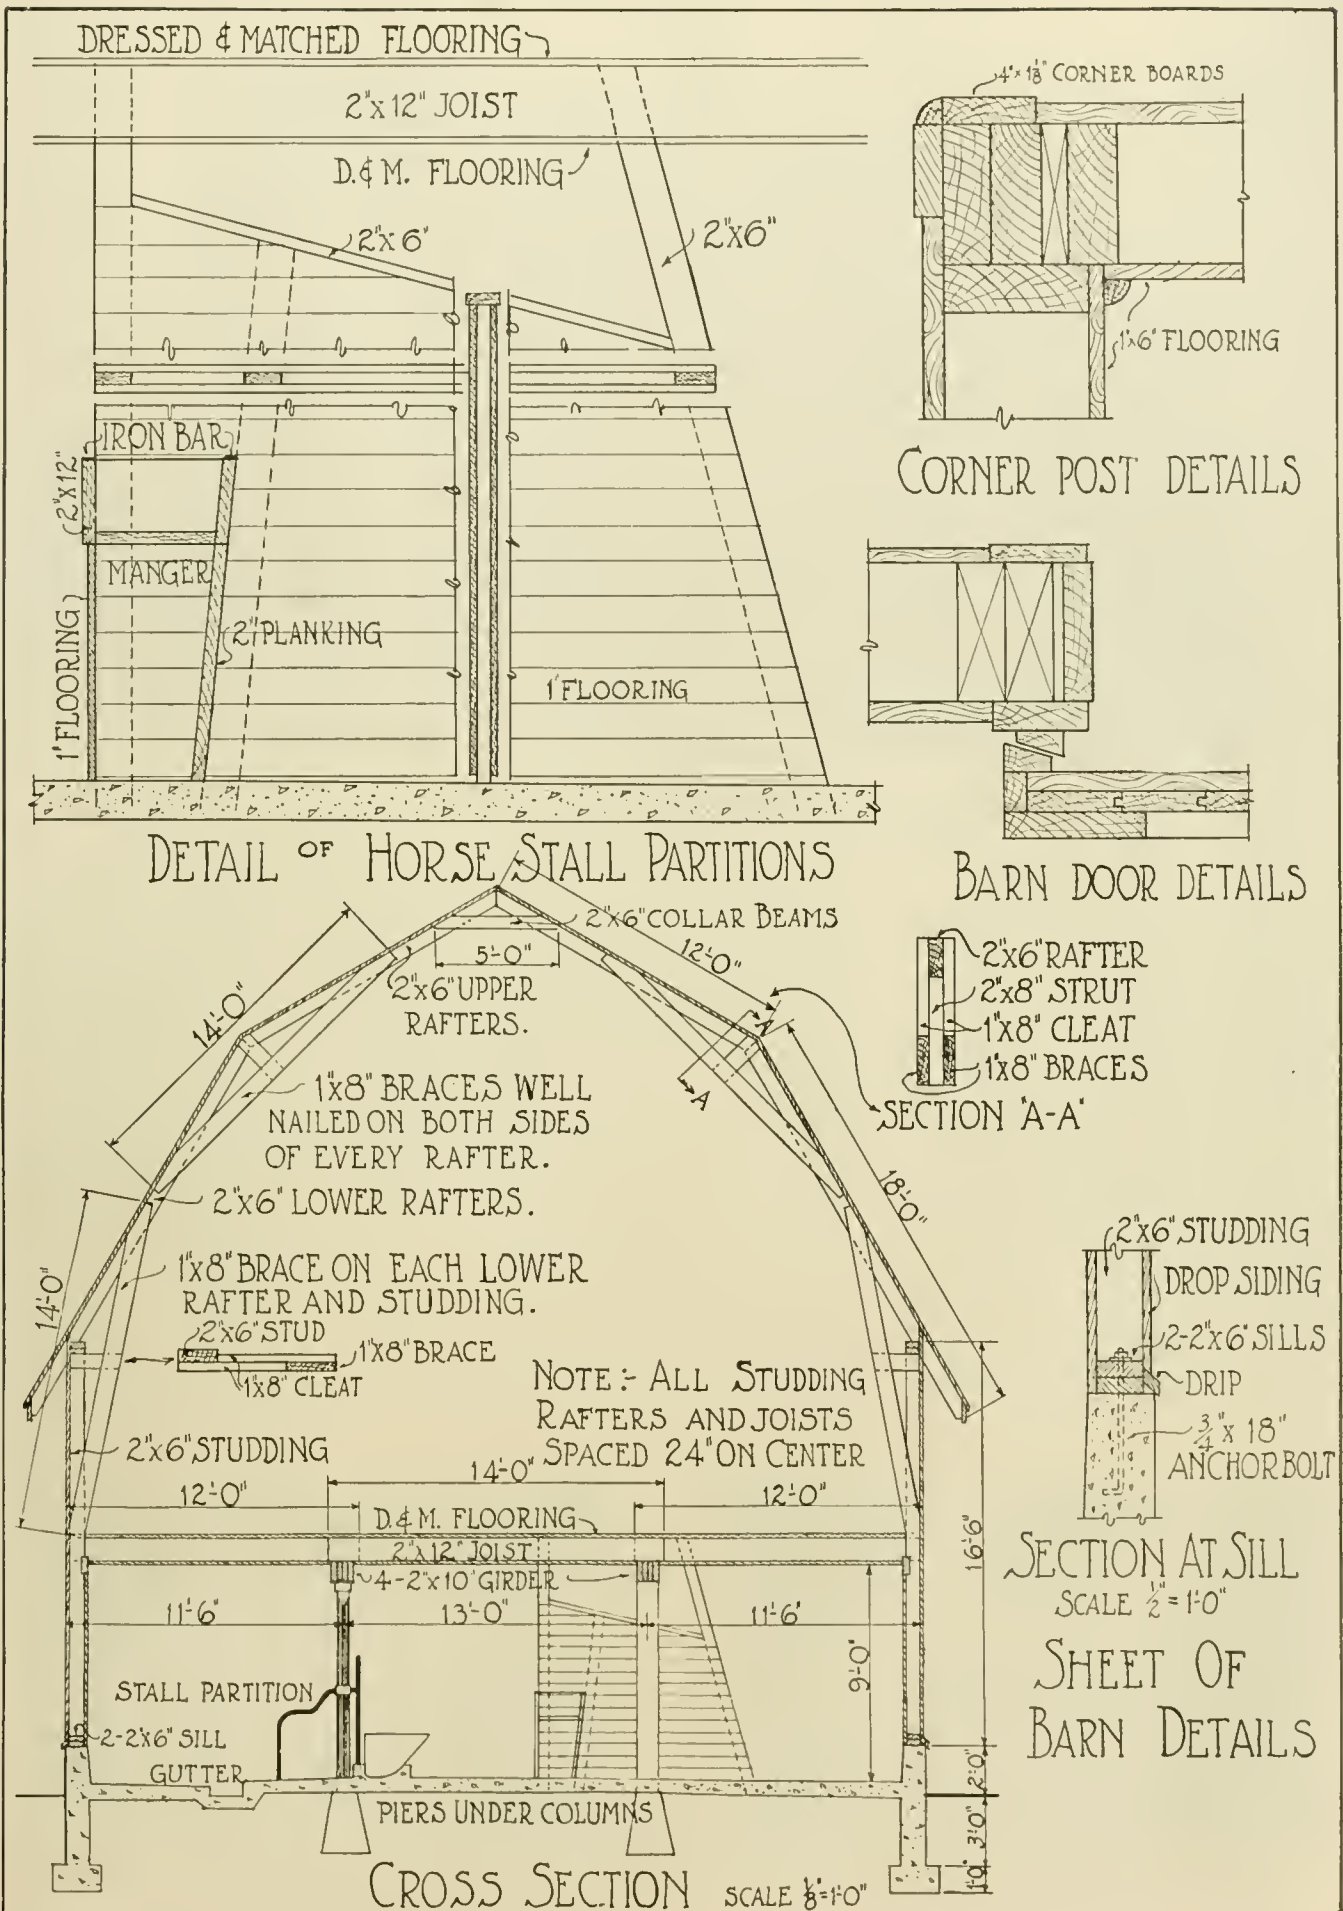 DRESSED & MATCHED FLOORING
2"x12" JOIST
D.&M. FLOORING
2"x6"
2"x6"
IRON BAR
2"x12"
MANGER
1" FLOORING
2" PLANKING
1" FLOORING
DETAIL OF HORSE STALL PARTITIONS
4"x1⅛" CORNER BOARDS
1"x6" FLOORING
CORNER POST DETAILS
BARN DOOR DETAILS
2"x6" COLLAR BEAMS
5'-0"
12'-0"
2"x6" UPPER
RAFTERS.
14'-0"
A
A
1"x8" BRACES WELL
NAILED ON BOTH SIDES
OF EVERY RAFTER.
2"x6" LOWER RAFTERS.
18'-0"
2"x6" RAFTER
2"x8" STRUT
1"x8" CLEAT
1"x8" BRACES
SECTION "A-A"
14'-0"
1"x8" BRACE ON EACH LOWER
RAFTER AND STUDDING.
2"x6" STUD
1"x8" BRACE
1"x8" CLEAT
NOTE:- ALL STUDDING
RAFTERS AND JOISTS
SPACED 24" ON CENTER
2"x6" STUDDING
14'-0"
12'-0"
12'-0"
D.&M. FLOORING
2"x12" JOIST
4-2"x10" GIRDER
11'-6"
13'-0"
11'-6"
9'-0"
16'-6"
2'-0"
3'-0"
1'-0"
STALL PARTITION
2-2"x6" SILL
GUTTER
PIERS UNDER COLUMNS
CROSS SECTION SCALE ⅛"=1'-0"
2"x6" STUDDING
DROP SIDING
2-2"x6" SILLS
DRIP
¾" x 18"
ANCHOR BOLT
SECTION AT SILL
SCALE ½"=1'-0"
SHEET OF
BARN DETAILS